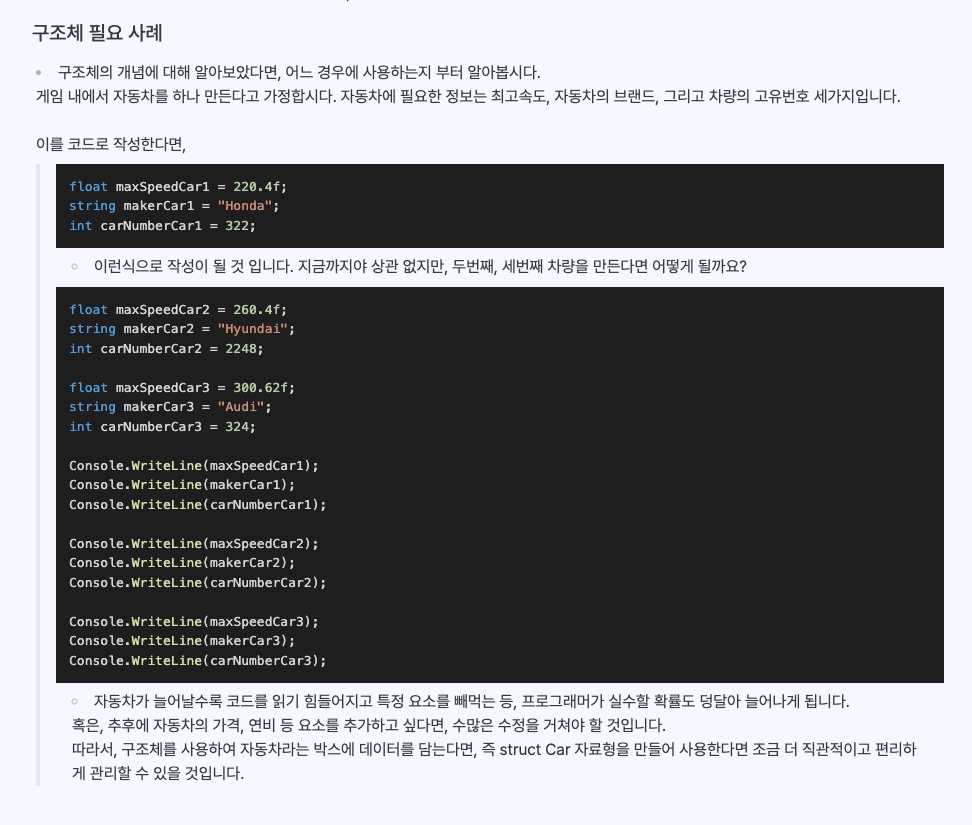 구조체 필요 사례
구조체의 개념에 대해 알아보았다면, 어느 경우에 사용하는지 부터 알아봅시다.
게임 내에서 자동차를 하나 만든다고 가정합시다. 자동차에 필요한 정보는 최고속도, 자동차의 브랜드, 그리고 차량의 고유번호 세가지입니다.
이를 코드로 작성한다면,
float maxSpeedCar1 = 220.4f;
string makerCar1 = "Honda";
int carNumberCar1 = 322;
이런식으로 작성이 될 것 입니다. 지금까지야 상관 없지만, 두번째, 세번째 차량을 만든다면 어떻게 될까요?
float maxSpeedCar2 = 260.4f;
string makerCar2 = "Hyundai";
int carNumberCar2 = 2248;
float maxSpeedCar3 = 300.62f;
string makerCar3 = "Audi";
int carNumberCar3 = 324;
Console.WriteLine(maxSpeedCar1);
Console.WriteLine(makerCar1);
Console.WriteLine(carNumberCar1);
Console.WriteLine(maxSpeedCar2);
Console.WriteLine(makerCar2);
Console.WriteLine(carNumberCar2);
Console.WriteLine(maxSpeedCar3);
Console.WriteLine(makerCar3);
Console.WriteLine(carNumberCar3);
자동차가 늘어날수록 코드를 읽기 힘들어지고 특정 요소를 빼먹는 등, 프로그래머가 실수할 확률도 덩달아 늘어나게 됩니다.
혹은, 추후에 자동차의 가격, 연비 등 요소를 추가하고 싶다면, 수많은 수정을 거쳐야 할 것입니다.
따라서, 구조체를 사용하여 자동차라는 박스에 데이터를 담는다면, 즉 struct Car 자료형을 만들어 사용한다면 조금 더 직관적이고 편리하
게 관리할 수 있을 것입니다.